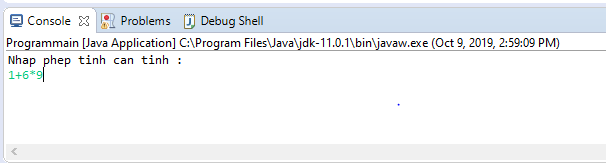 Console Problems Debug Shell
Programmain [Java Application] C:\Program Files\Java\jdk-11.0.1\bin\javaw.exe (Oct 9, 2019, 2:59:09 PM)
Nhap phep tinh can tinh :
1+6*9